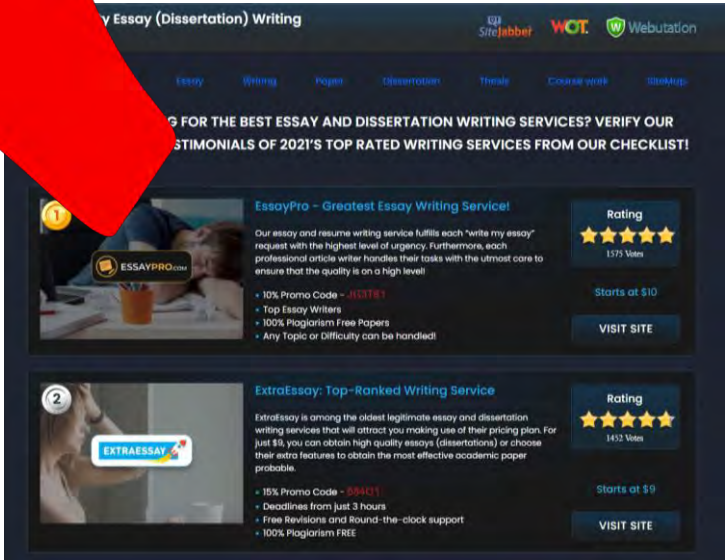 Essay (Dissertation) Writing
SiteJabber WOT Webutation
Essay Writing Paper Dissertation Thesis Course work SiteMap
FOR THE BEST ESSAY AND DISSERTATION WRITING SERVICES? VERIFY OUR
OF 2021'S TOP RATED WRITING SERVICES FROM OUR CHECKLIST!
1
ESSAYPRO.COM
EssayPro - Greatest Essay Writing Service!
Our essay and resume writing service fulfills each "write my essay"
request with the highest level of urgency. Furthermore, each
professional article writer handles their tasks with the utmost care to
ensure that the quality is on a high level!
10% Promo Code -
Top Essay Writers
100% Plagiarism Free Papers
Any Topic or Difficulty can be handled!
Rating
1575 Votes
Starts at $10
VISIT SITE
2
EXTRAESSAY
ExtraEssay: Top-Ranked Writing Service
ExtraEssay is among the oldest legitimate essay and dissertation
writing services that will attract you making use of their pricing plan. For
just $9, you can obtain high quality essays (dissertations) or choose
their extra features to obtain the most effective academic paper
probable.
15% Promo Code -
Deadlines from just 3 hours
Free Revisions and Round-the-clock support
100% Plagiarism FREE
Rating
1452 Votes
Starts at $9
VISIT SITE